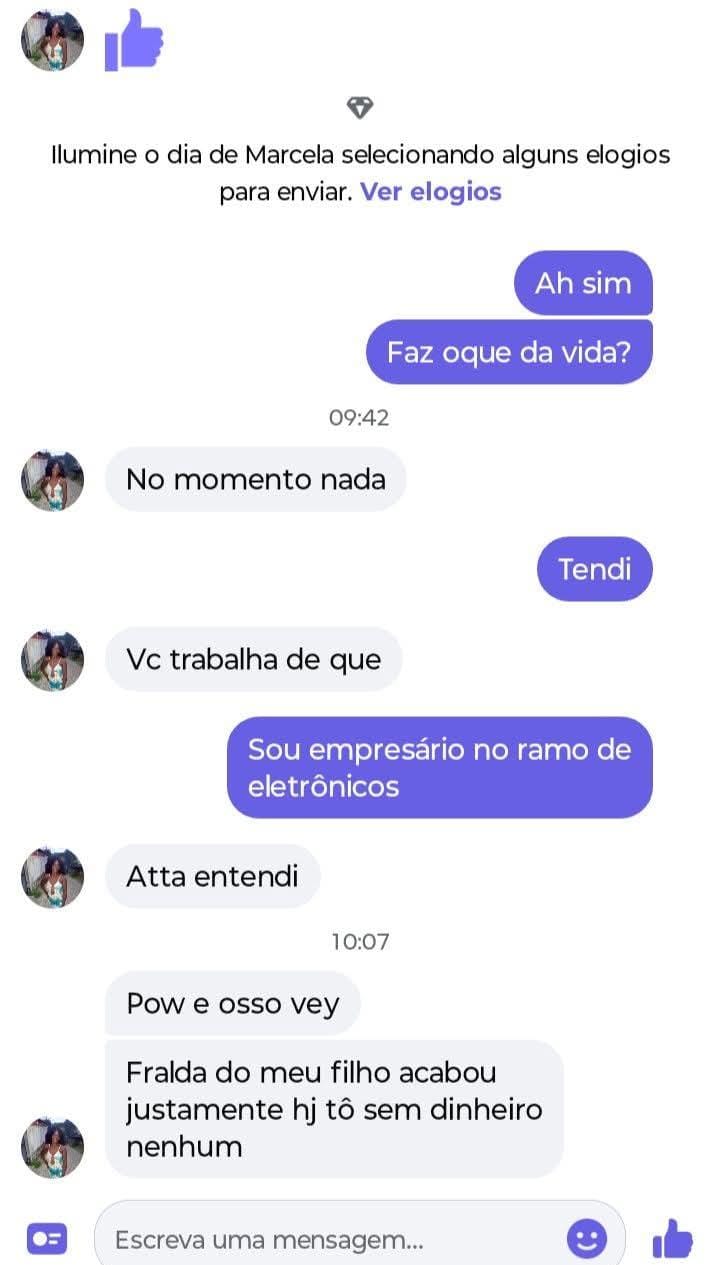 Ilumine o dia de Marcela selecionando alguns elogios
para enviar. Ver elogios
Ah sim
Faz oque da vida?
09:42
No momento nada
Tendi
Vc trabalha de que
Sou empresário no ramo de
eletrônicos
Atta entendi
10:07
Pow e osso vey
Fralda do meu filho acabou
justamente hj tô sem dinheiro
nenhum
Escreva uma mensagem...